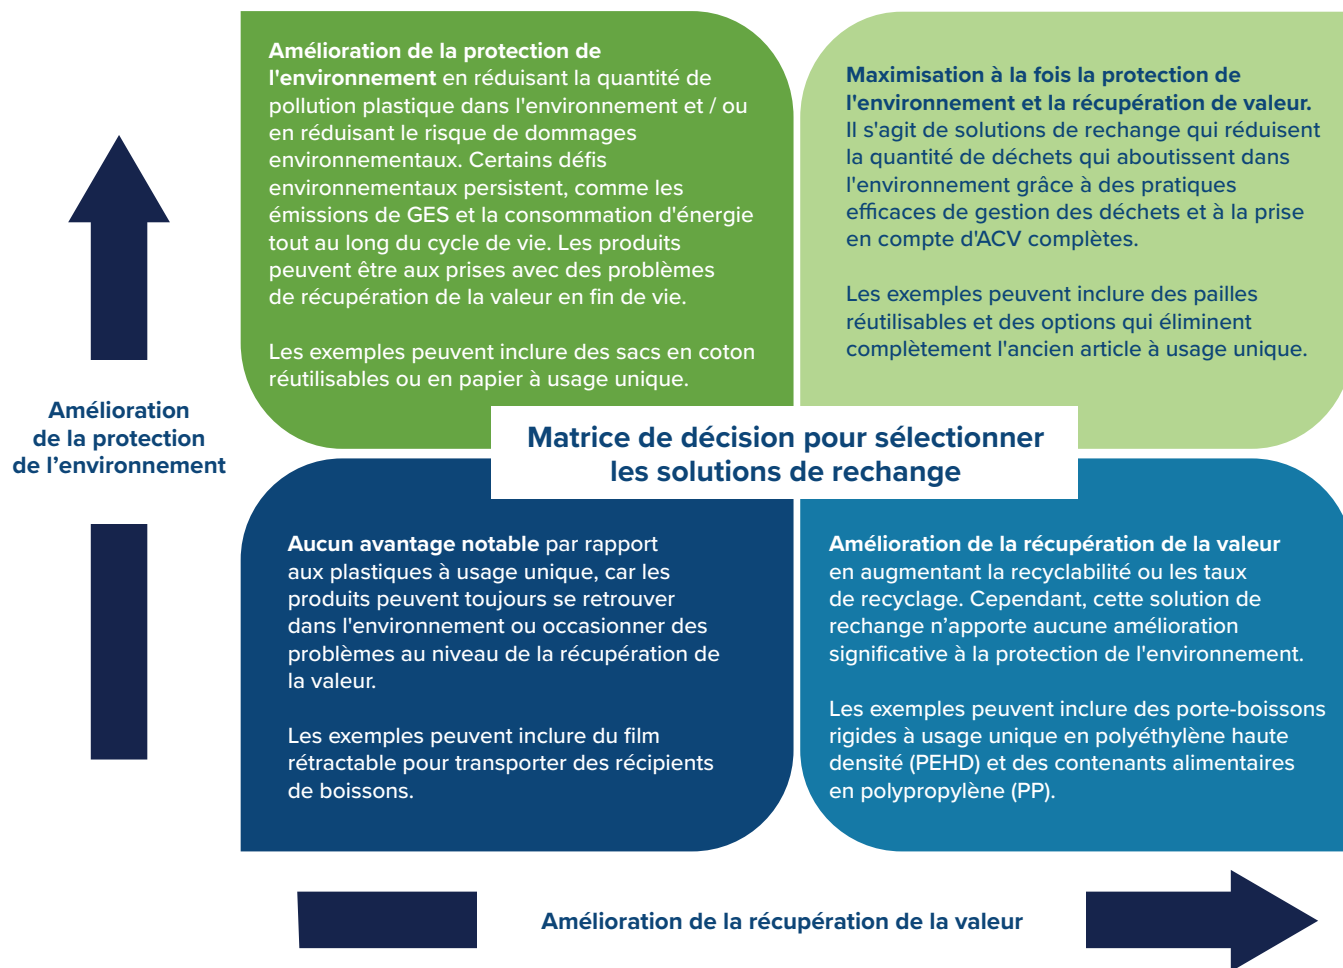 Amélioration de la protection de
l'environnement en réduisant la quantité de
pollution plastique dans l'environnement et / ou
en réduisant le risque de dommages
environnementaux. Certains défis
environnementaux persistent, comme les
émissions de GES et la consommation d'énergie
tout au long du cycle de vie. Les produits
peuvent être aux prises avec des problèmes
de récupération de la valeur en fin de vie.
Les exemples peuvent inclure des sacs en coton
réutilisables ou en papier à usage unique.
Maximisation à la fois la protection de
l'environnement et la récupération de valeur.
Il s'agit de solutions de rechange qui réduisent
la quantité de déchets qui aboutissent dans
l'environnement grâce à des pratiques
efficaces de gestion des déchets et à la prise
en compte d'ACV complètes.
Les exemples peuvent inclure des pailles
réutilisables et des options qui éliminent
complètement l'ancien article à usage unique.
Amélioration
de la protection
de l’environnement
Matrice de décision pour sélectionner
les solutions de rechange
Aucun avantage notable par rapport
aux plastiques à usage unique, car les
produits peuvent toujours se retrouver
dans l'environnement ou occasionner des
problèmes au niveau de la récupération de
la valeur.
Les exemples peuvent inclure du film
rétractable pour transporter des récipients
de boissons.
Amélioration de la récupération de la valeur
en augmentant la recyclabilité ou les taux
de recyclage. Cependant, cette solution de
rechange n’apporte aucune amélioration
significative à la protection de l'environnement.
Les exemples peuvent inclure des porte-boissons
rigides à usage unique en polyéthylène haute
densité (PEHD) et des contenants alimentaires
en polypropylène (PP).
Amélioration de la récupération de la valeur